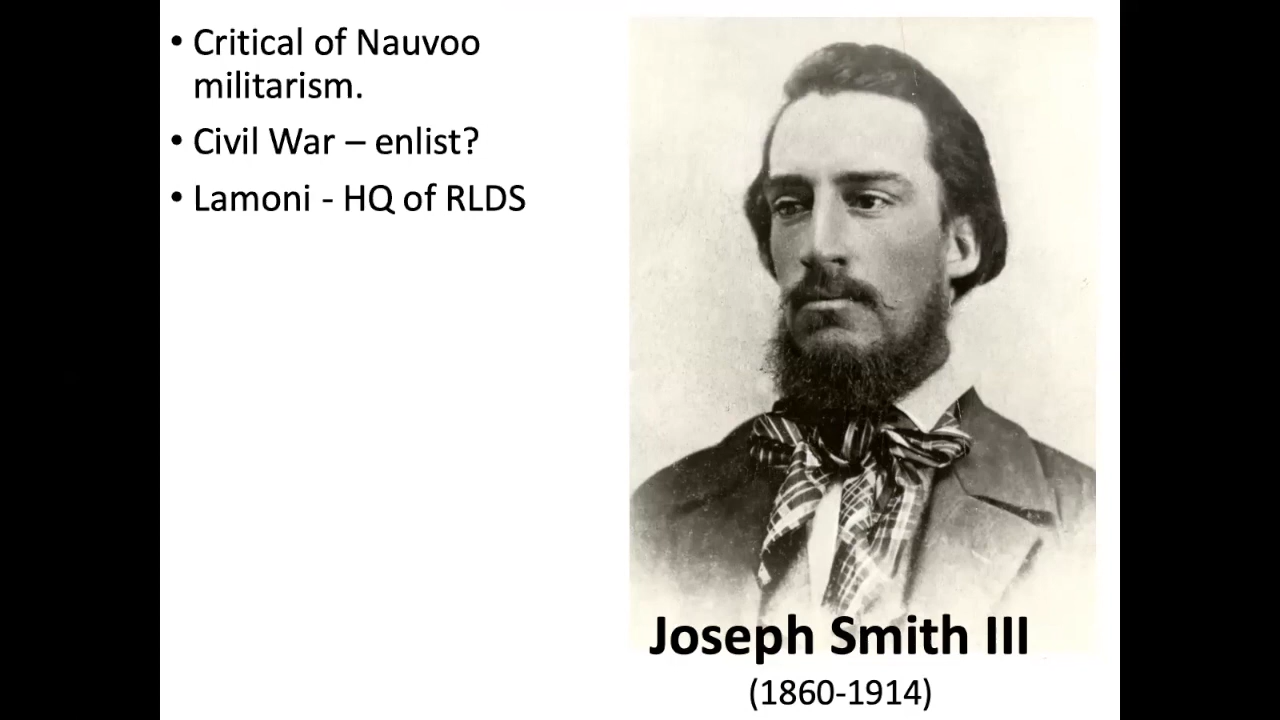 • Critical of Nauvoo
militarism.
• Civil War – enlist?
• Lamoni - HQ of RLDS
Joseph Smith III
(1860-1914)